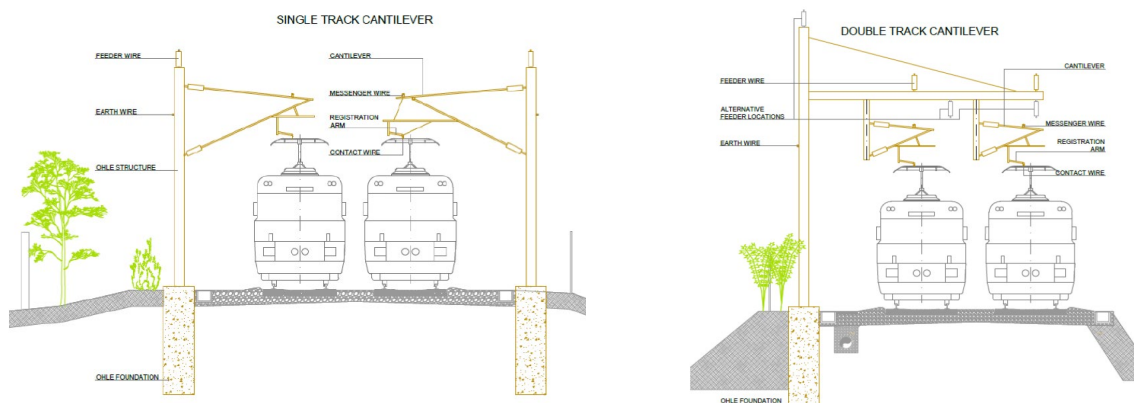 SINGLE TRACK CANTILEVER
FEEDER WIRE
CANTILEVER
MESSENGER WIRE
EARTH WIRE
REGISTRATION
ARM
CONTACT WIRE
OHLE STRUCTURE
OHLE FOUNDATION
DOUBLE TRACK CANTILEVER
CANTILEVER
FEEDER WIRE
ALTERNATIVE
FEEDER LOCATIONS
MESSENGER WIRE
EARTH WIRE
REGISTRATION
ARM
CONTACT WIRE
OHLE FOUNDATION